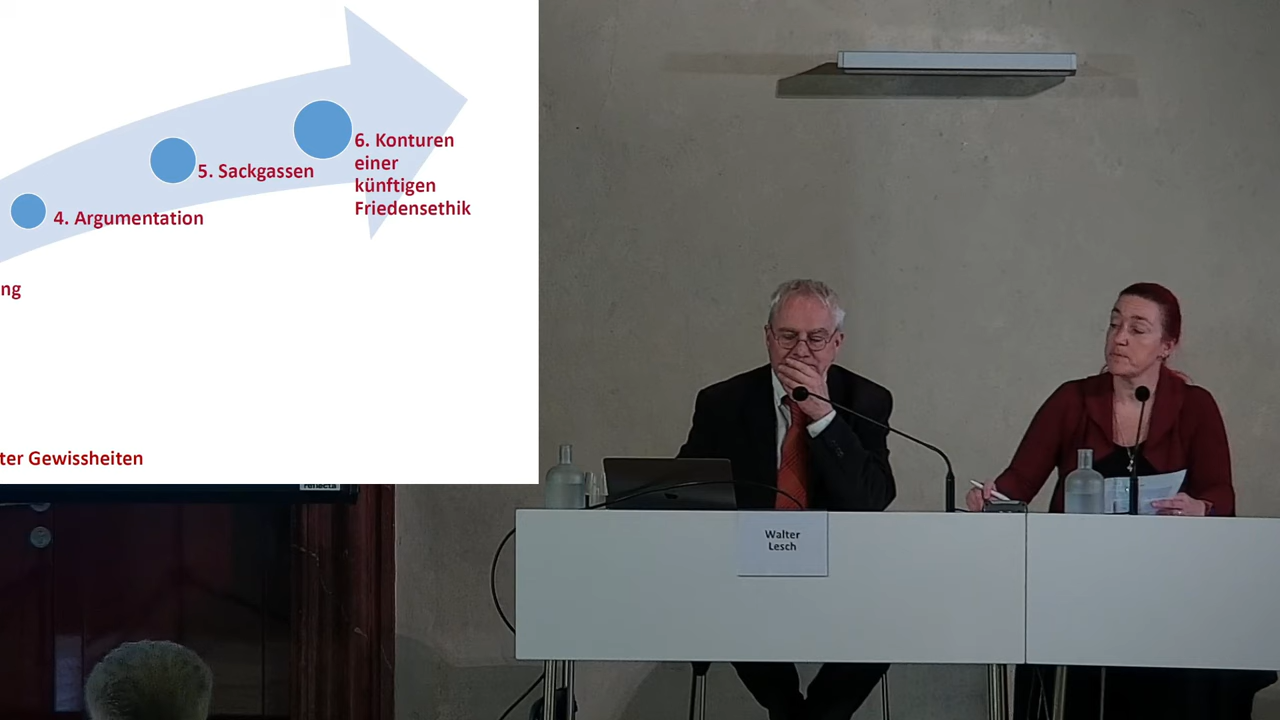 6. Konturen
einer
künftigen
Friedensethik
5. Sackgassen
4. Argumentation
ng
ter Gewissheiten
Walter
Lesch